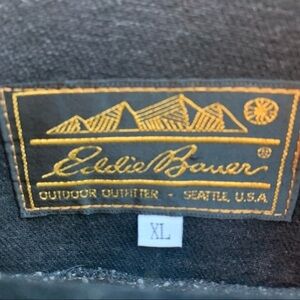 Eddie Bauer®
OUTDOOR OUTFITTER - SEATTLE, U.S.A.
XL